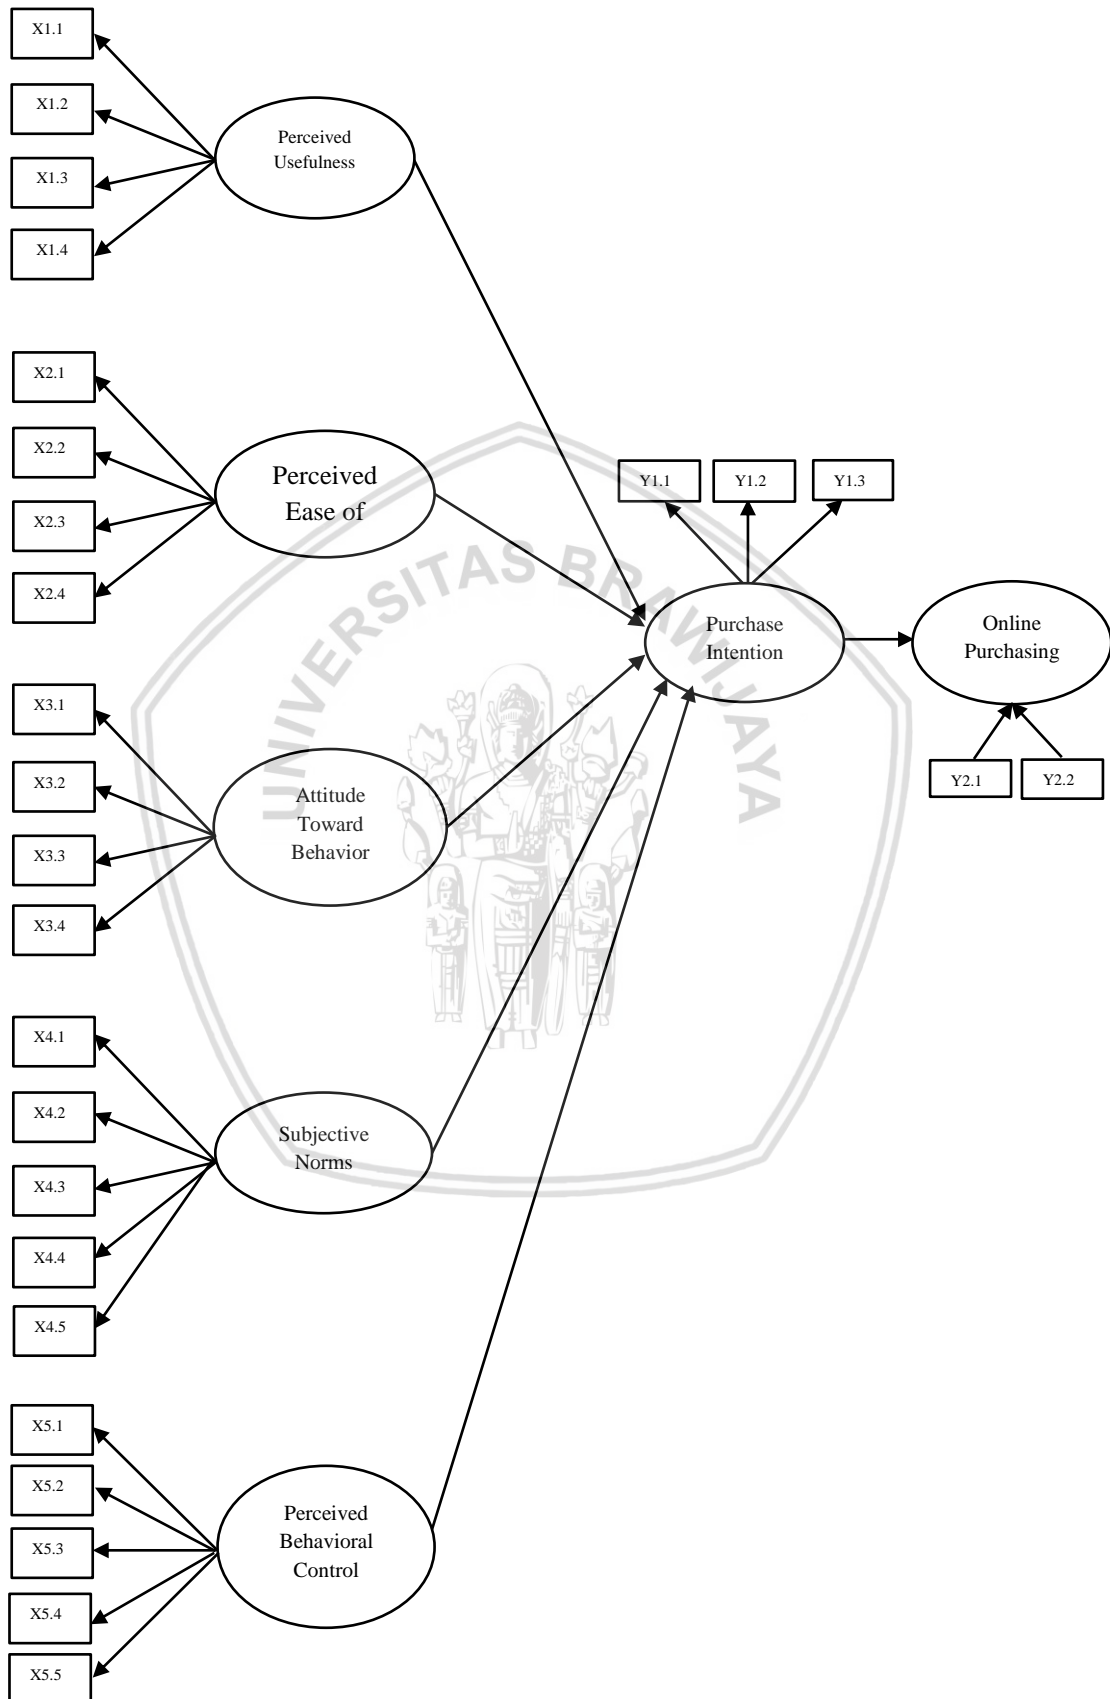 X1.1
X1.2
X1.3
X1.4
Perceived
Usefulness
X2.1
X2.2
X2.3
X2.4
Perceived
Ease of
X3.1
X3.2
X3.3
X3.4
Attitude
Toward
Behavior
X4.1
X4.2
X4.3
X4.4
X4.5
Subjective
Norms
X5.1
X5.2
X5.3
X5.4
X5.5
Perceived
Behavioral
Control
Y1.1
Y1.2
Y1.3
Purchase
Intention
Online
Purchasing
Y2.1
Y2.2
UNIVERSITAS BRAWIJAYA